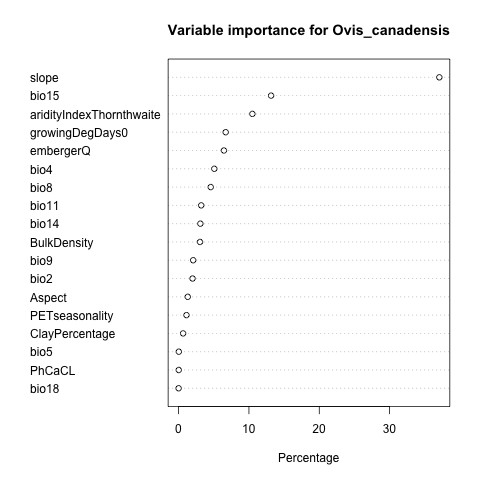 Variable importance for Ovis_canadensis
slope
bio15
aridityIndexThornthwaite
growingDegDays0
embergerQ
bio4
bio8
bio11
bio14
BulkDensity
bio9
bio2
Aspect
PETseasonality
ClayPercentage
bio5
PhCaCL
bio18
0 10 20 30
Percentage